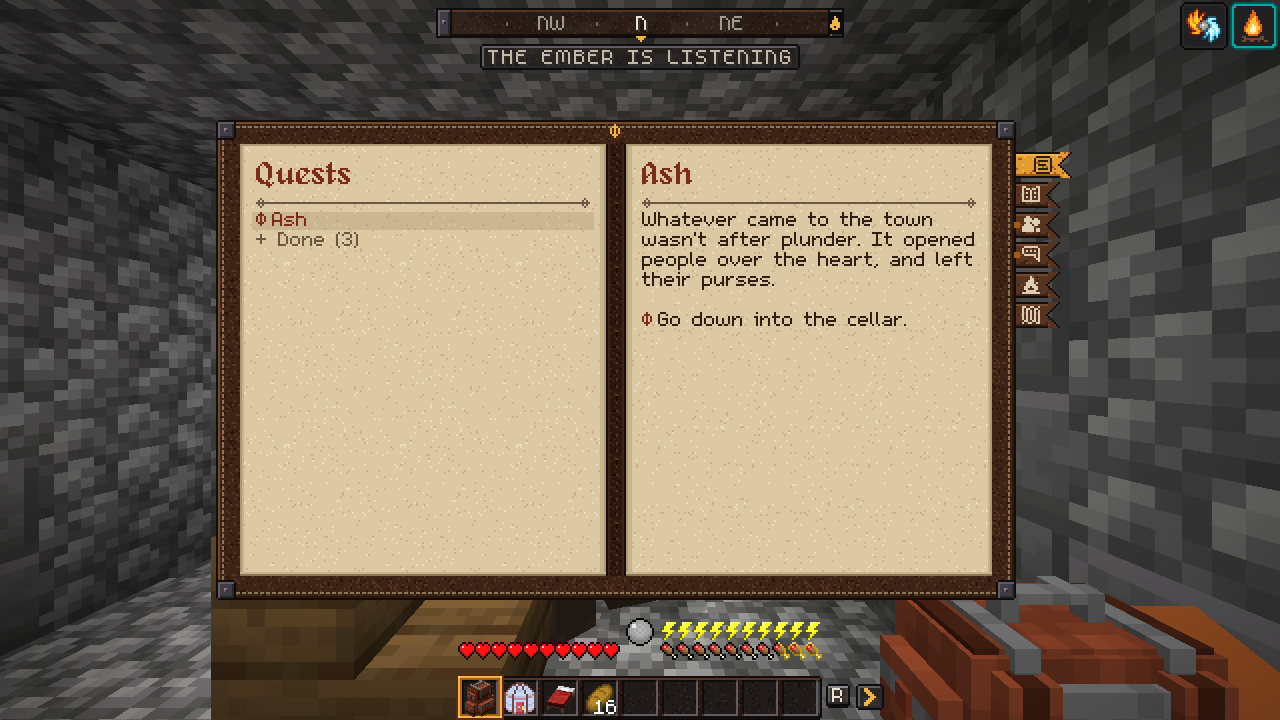 NW N NE
THE EMBER IS LISTENING
Quests
Ash
+ Done (3)
Ash
Whatever came to the town
wasn't after plunder. It opened
people over the heart, and left
their purses.
Go down into the cellar.
16
R